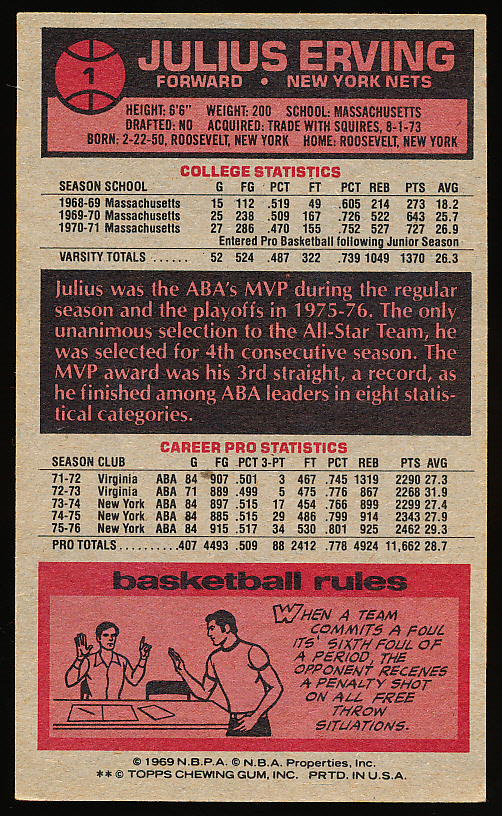 1
JULIUS ERVING
FORWARD • NEW YORK NETS
HEIGHT: 6'6" WEIGHT: 200 SCHOOL: MASSACHUSETTS
DRAFTED: NO ACQUIRED: TRADE WITH SQUIRES, 8-1-73
BORN: 2-22-50, ROOSEVELT, NEW YORK HOME: ROOSEVELT, NEW YORK
COLLEGE STATISTICS
SEASON SCHOOL G FG PCT FT PCT REB PTS AVG
1968-69 Massachusetts 15 112 .519 49 .605 214 273 18.2
1969-70 Massachusetts 25 238 .509 167 .726 522 643 25.7
1970-71 Massachusetts 27 286 .470 155 .752 527 727 26.9
Entered Pro Basketball following Junior Season
VARSITY TOTALS ...... 52 524 .487 322 .739 1049 1370 26.3
Julius was the ABA's MVP during the regular
season and the playoffs in 1975-76. The only
unanimous selection to the All-Star Team, he
was selected for 4th consecutive season. The
MVP award was his 3rd straight, a record, as
he finished among ABA leaders in eight statis-
tical categories.
CAREER PRO STATISTICS
SEASON CLUB G FG PCT 3-PT FT PCT REB PTS AVG
71-72 Virginia ABA 84 907 .501 3 467 .745 1319 2290 27.3
72-73 Virginia ABA 71 889 .499 5 475 .776 867 2268 31.9
73-74 New York ABA 84 897 .515 17 454 .766 899 2299 27.4
74-75 New York ABA 84 885 .515 29 486 .799 914 2343 27.9
75-76 New York ABA 84 915 .517 34 530 .801 925 2462 29.3
PRO TOTALS..........407 4493 .509 88 2412 .778 4924 11,662 28.7
basketball rules
WHEN A TEAM
COMMITS A FOUL
ITS' SIXTH FOUL OF
A PERIOD THE
OPPONENT RECEIVES
A PENALTY SHOT
ON ALL FREE
THROW
SITUATIONS.
© 1969 N.B.P.A. © N.B.A. Properties, Inc.
**© TOPPS CHEWING GUM, INC. PRTD. IN U.S.A.